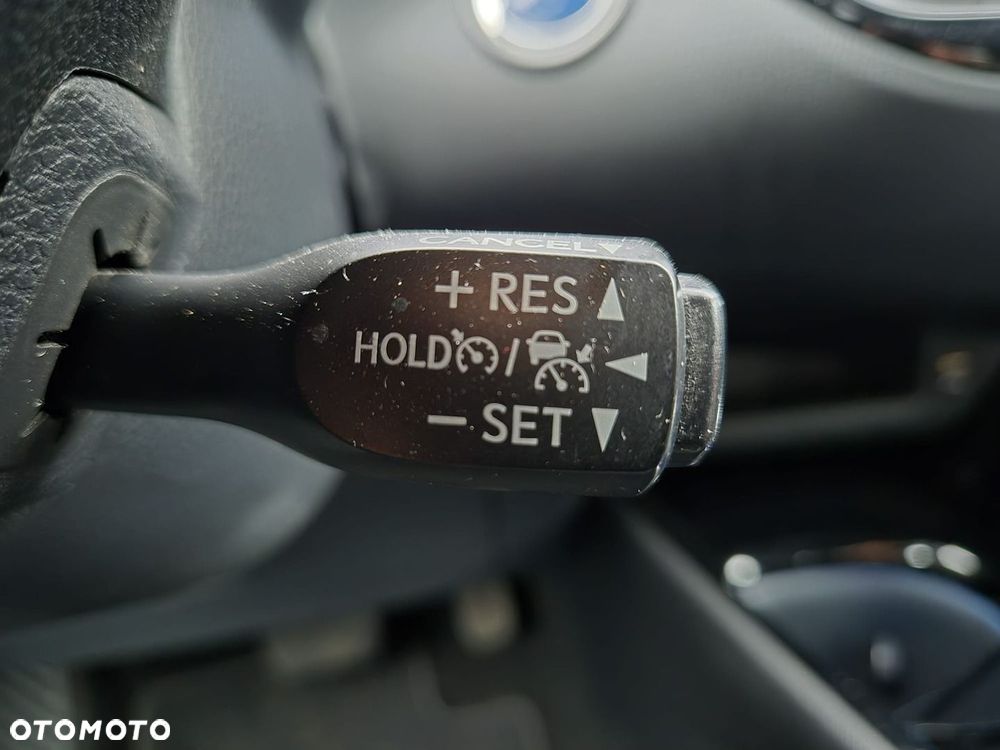 CANCEL
+ RES
HOLD /
- SET
OTOMOTO